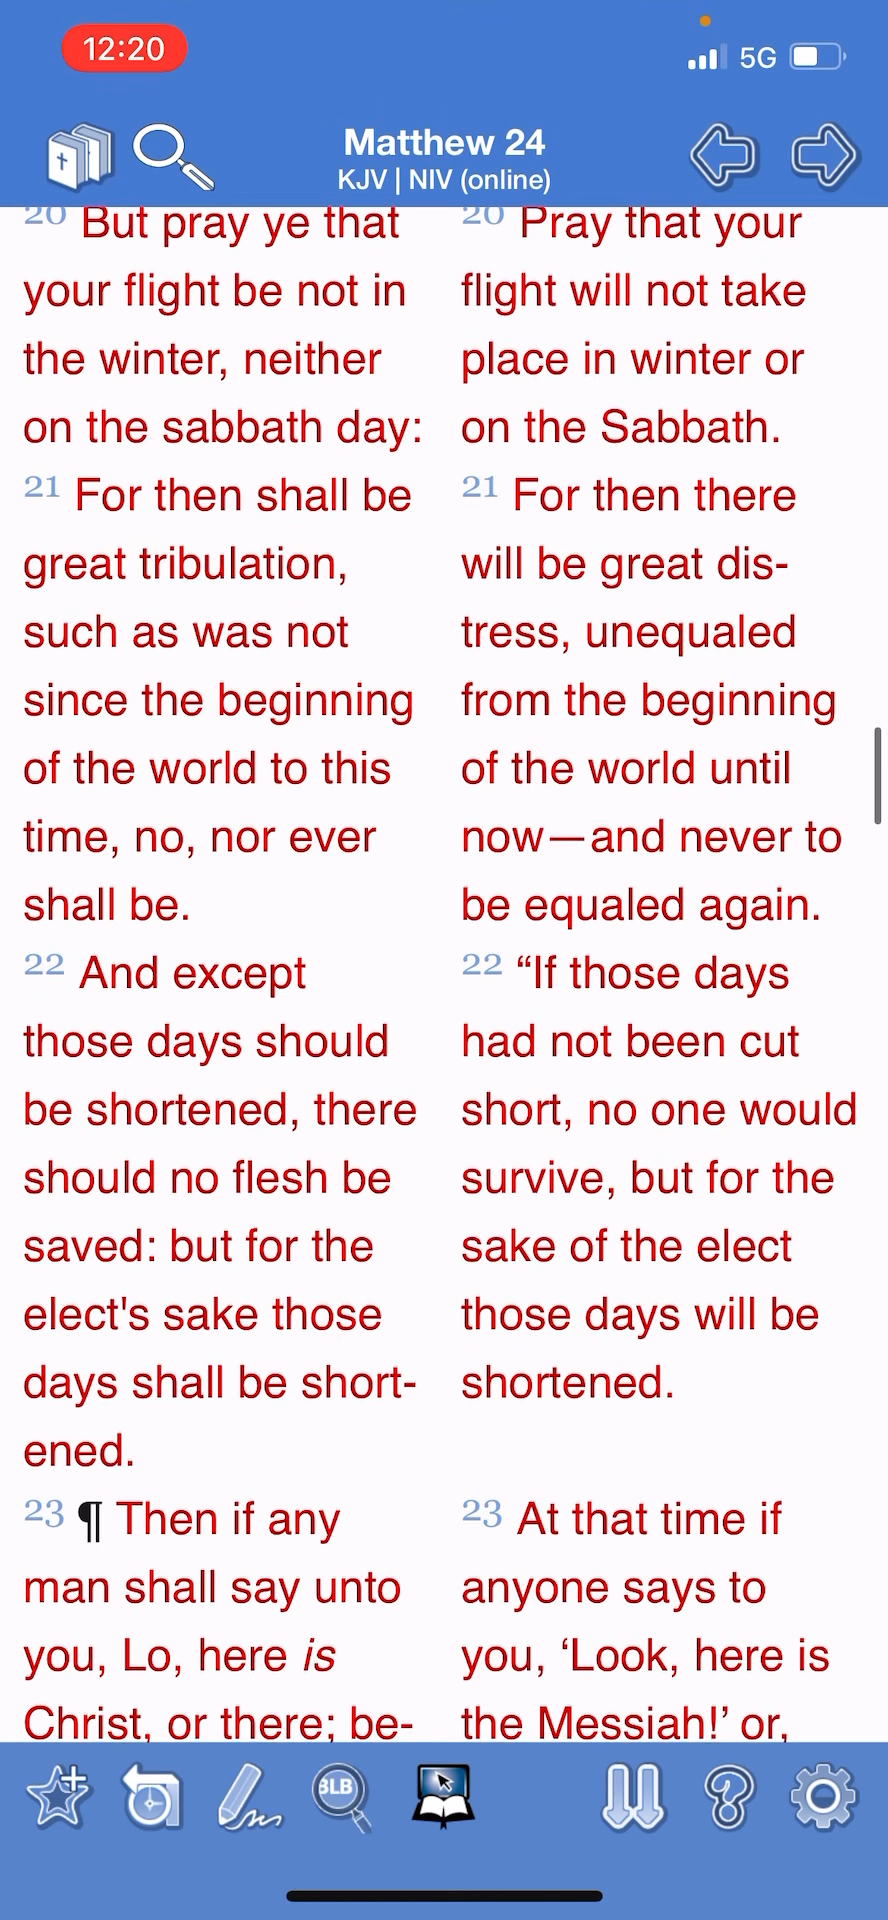 12:20
5G
Matthew 24
KJV | NIV (online)
20 But pray ye that
your flight be not in
the winter, neither
on the sabbath day:
21 For then shall be
great tribulation,
such as was not
since the beginning
of the world to this
time, no, nor ever
shall be.
22 And except
those days should
be shortened, there
should no flesh be
saved: but for the
elect's sake those
days shall be short-
ened.
23 ¶ Then if any
man shall say unto
you, Lo, here is
Christ, or there; be-
20 Pray that your
flight will not take
place in winter or
on the Sabbath.
21 For then there
will be great dis-
tress, unequaled
from the beginning
of the world until
now—and never to
be equaled again.
22 “If those days
had not been cut
short, no one would
survive, but for the
sake of the elect
those days will be
shortened.
23 At that time if
anyone says to
you, ‘Look, here is
the Messiah!’ or,
BLB